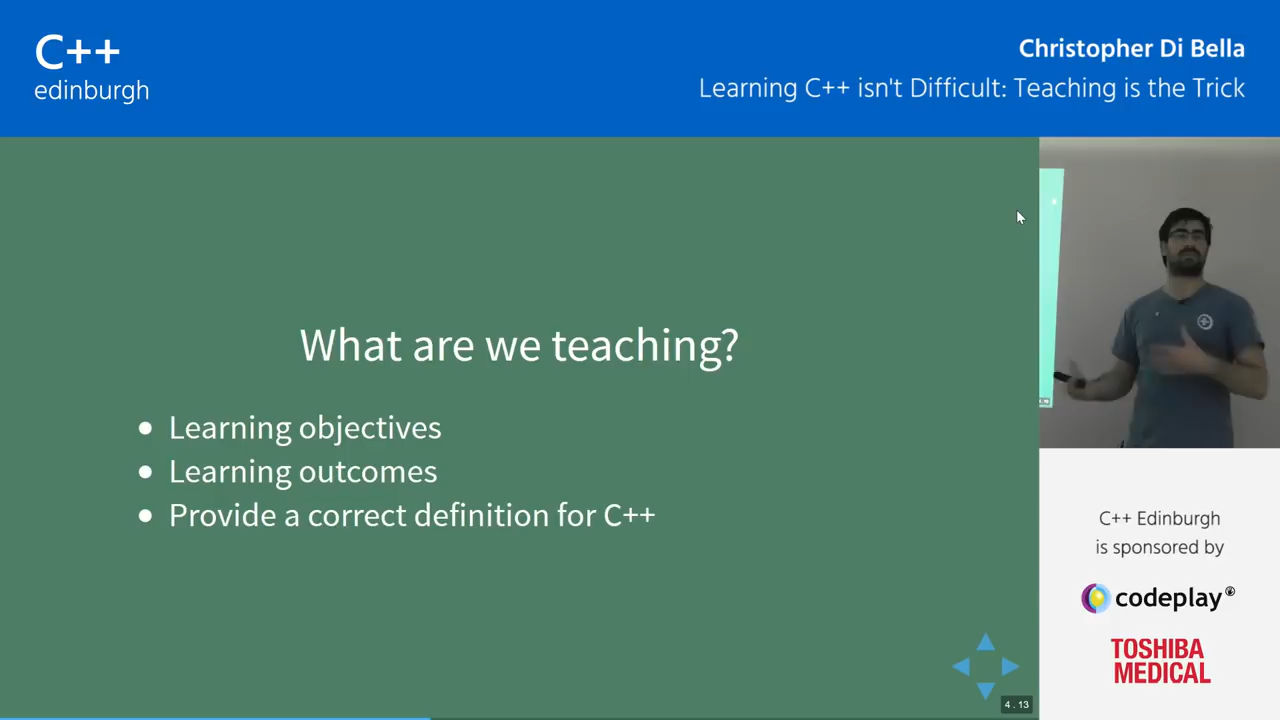 C++
edinburgh
Christopher Di Bella
Learning C++ isn't Difficult: Teaching is the Trick
What are we teaching?
• Learning objectives
• Learning outcomes
• Provide a correct definition for C++
4.13
C++ Edinburgh
is sponsored by
codeplay®
TOSHIBA
MEDICAL